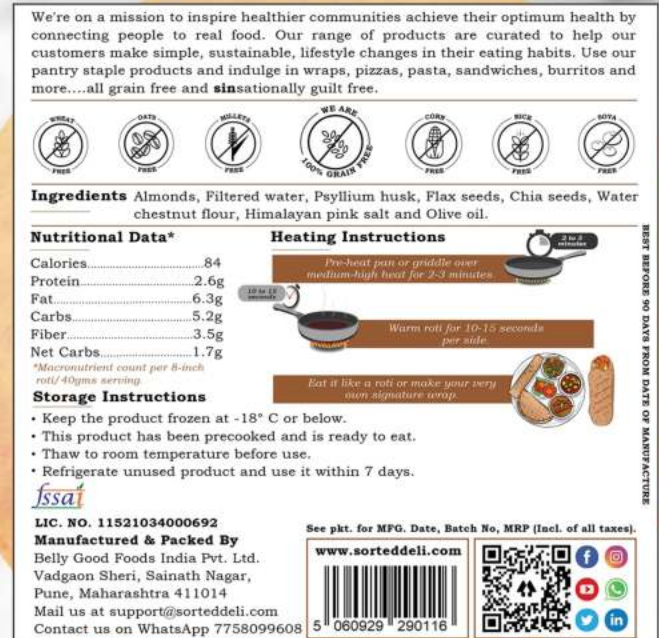 We're on a mission to inspire healthier communities achieve their optimum health by
connecting people to real food. Our range of products are curated to help our
customers make simple, sustainable, lifestyle changes in their eating habits. Use our
pantry staple products and indulge in wraps, pizzas, pasta, sandwiches, burritos and
more....all grain free and sinsationally guilt free.
WHEAT FREE
OATS FREE
MILLETS FREE
WE ARE 100% GRAIN FREE
CORN FREE
RICE FREE
SOYA FREE
Ingredients Almonds, Filtered water, Psyllium husk, Flax seeds, Chia seeds, Water
chestnut flour, Himalayan pink salt and Olive oil.
Nutritional Data*
Calories 84
Protein 2.6g
Fat 6.3g
Carbs 5.2g
Fiber 3.5g
Net Carbs 1.7g
*Macronutrient count per 8-inch
roti/40gms serving.
Heating Instructions
2 to 3
minutes
Pre-heat pan or griddle over
medium-high heat for 2-3 minutes.
10 to 15
seconds
Warm roti for 10-15 seconds
per side.
Eat it like a roti or make your very
own signature wrap.
BEST BEFORE 90 DAYS FROM DATE OF MANUFACTURE
Storage Instructions
• Keep the product frozen at -18° C or below.
• This product has been precooked and is ready to eat.
• Thaw to room temperature before use.
• Refrigerate unused product and use it within 7 days.
fssai
LIC. NO. 11521034000692
Manufactured & Packed By
Belly Good Foods India Pvt. Ltd.
Vadgaon Sheri, Sainath Nagar,
Pune, Maharashtra 411014
Mail us at support@sorteddeli.com
Contact us on WhatsApp 7758099608
See pkt. for MFG. Date, Batch No, MRP (Incl. of all taxes).
www.sorteddeli.com
5 060929 290116